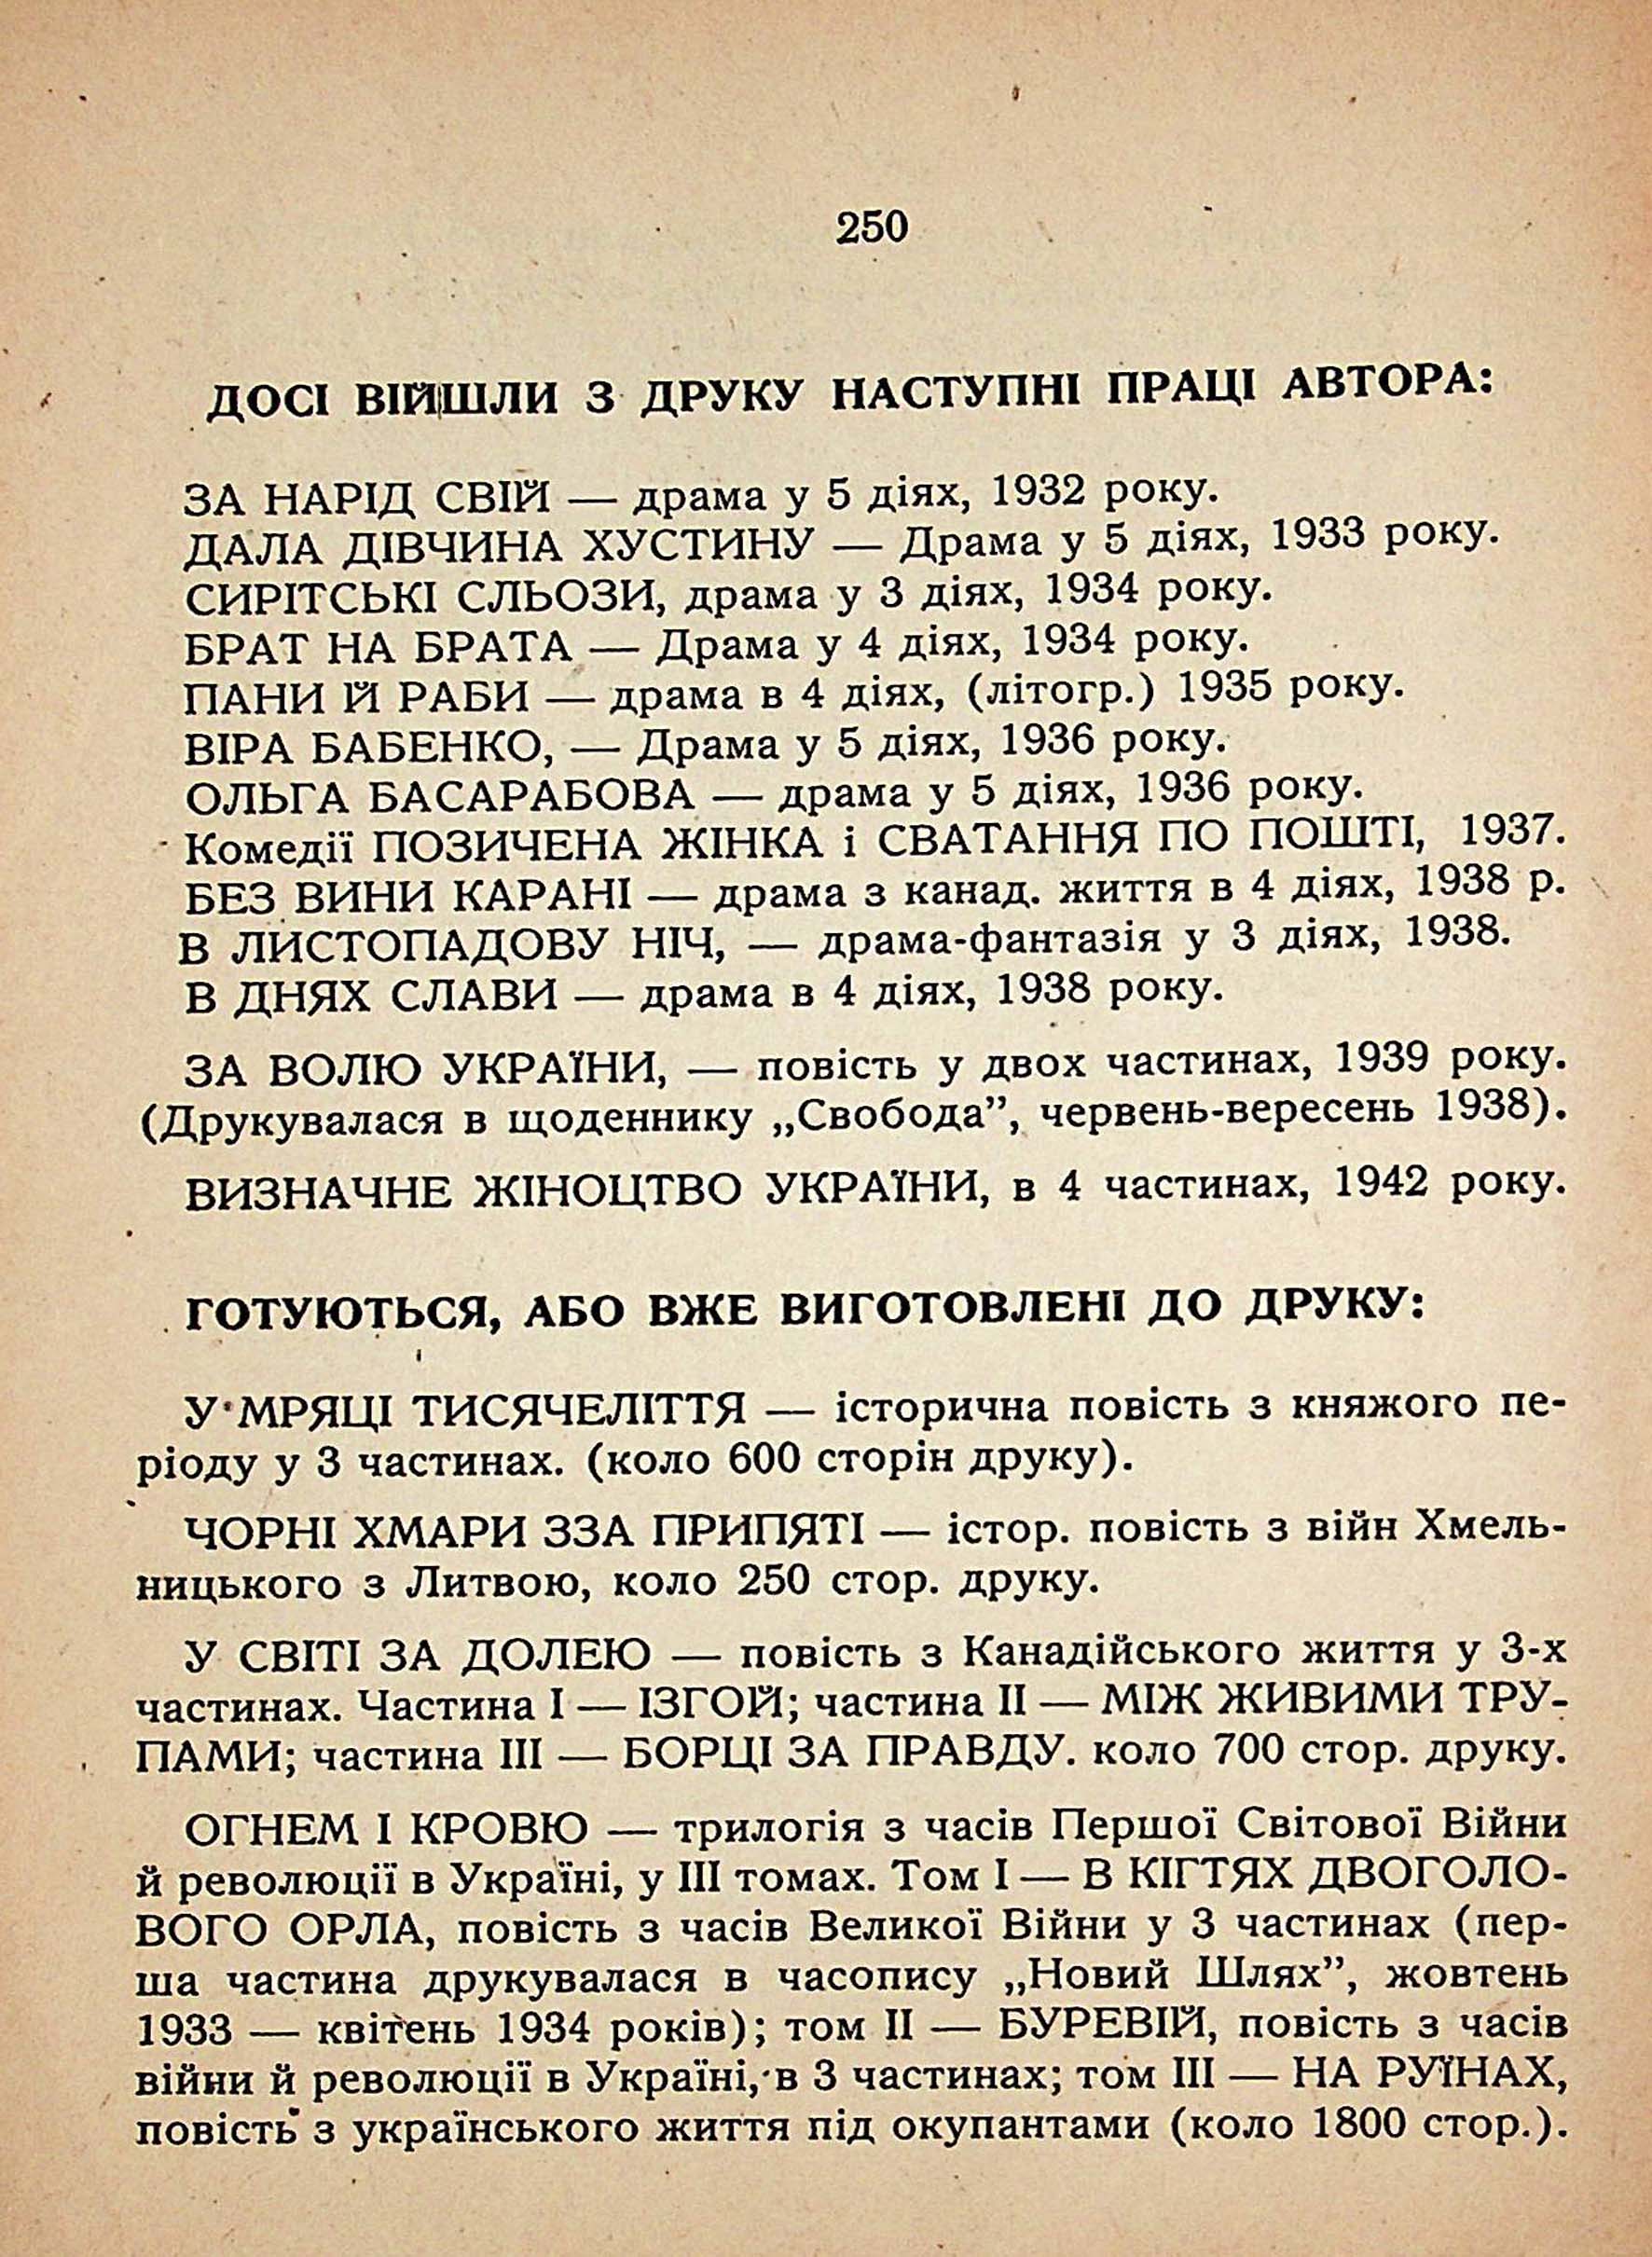 250
ДОСІ ВІЙШЛИ З ДРУКУ НАСТУПНІ ПРАЦІ АВТОРА:
ЗА НАРІД СВІЙ — драма у 5 діях, 1932 року.
ДАЛА ДІВЧИНА ХУСТИНУ — Драма у 5 діях, 1933 року.
СИРІТСЬКІ СЛЬОЗИ, драма у 3 діях, 1934 року.
БРАТ НА БРАТА — Драма у 4 діях, 1934 року.
ПАНИ Й РАБИ — драма в 4 діях, (літогр.) 1935 року.
ВІРА БАБЕНКО, — Драма у 5 діях, 1936 року.
ОЛЬГА БАСАРАБОВА — драма у 5 діях, 1936 року.
Комедії ПОЗИЧЕНА ЖІНКА і СВАТАННЯ ПО ПОШТІ, 1937.
БЕЗ ВИНИ КАРАНІ — драма з канад. життя в 4 діях, 1938 р.
В ЛИСТОПАДОВУ НІЧ, — драма-фантазія у 3 діях, 1938.
В ДНЯХ СЛАВИ — драма в 4 діях, 1938 року.
ЗА ВОЛЮ УКРАЇНИ, — повість у двох частинах, 1939 року.
(Друкувалася в щоденнику „Свобода”, червень-вересень 1938).
ВИЗНАЧНЕ ЖІНОЦТВО УКРАЇНИ, в 4 частинах, 1942 року.
ГОТУЮТЬСЯ, АБО ВЖЕ ВИГОТОВЛЕНІ ДО ДРУКУ:
У МРЯЦІ ТИСЯЧЕЛІТТЯ — історична повість з княжого пе-
ріоду у 3 частинах. (коло 600 сторін друку).
ЧОРНІ ХМАРИ ЗЗА ПРИПЯТІ — істор. повість з війн Хмель-
ницького з Литвою, коло 250 стор. друку.
У СВІТІ ЗА ДОЛЕЮ — повість з Канадійського життя у 3-х
частинах. Частина І — ІЗГОЙ; частина ІІ — МІЖ ЖИВИМИ ТРУ-
ПАМИ; частина ІІІ — БОРЦІ ЗА ПРАВДУ. коло 700 стор. друку.
ОГНЕМ І КРОВЮ — трилогія з часів Першої Світової Війни
й революції в Україні, у ІІІ томах. Том І — В КІГТЯХ ДВОГОЛО-
ВОГО ОРЛА, повість з часів Великої Війни у 3 частинах (пер-
ша частина друкувалася в часопису „Новий Шлях”, жовтень
1933 — квітень 1934 років); том ІІ — БУРЕВІЙ, повість з часів
війни й революції в Україні, в 3 частинах; том ІІІ — НА РУЇНАХ,
повість з українського життя під окупантами (коло 1800 стор.).